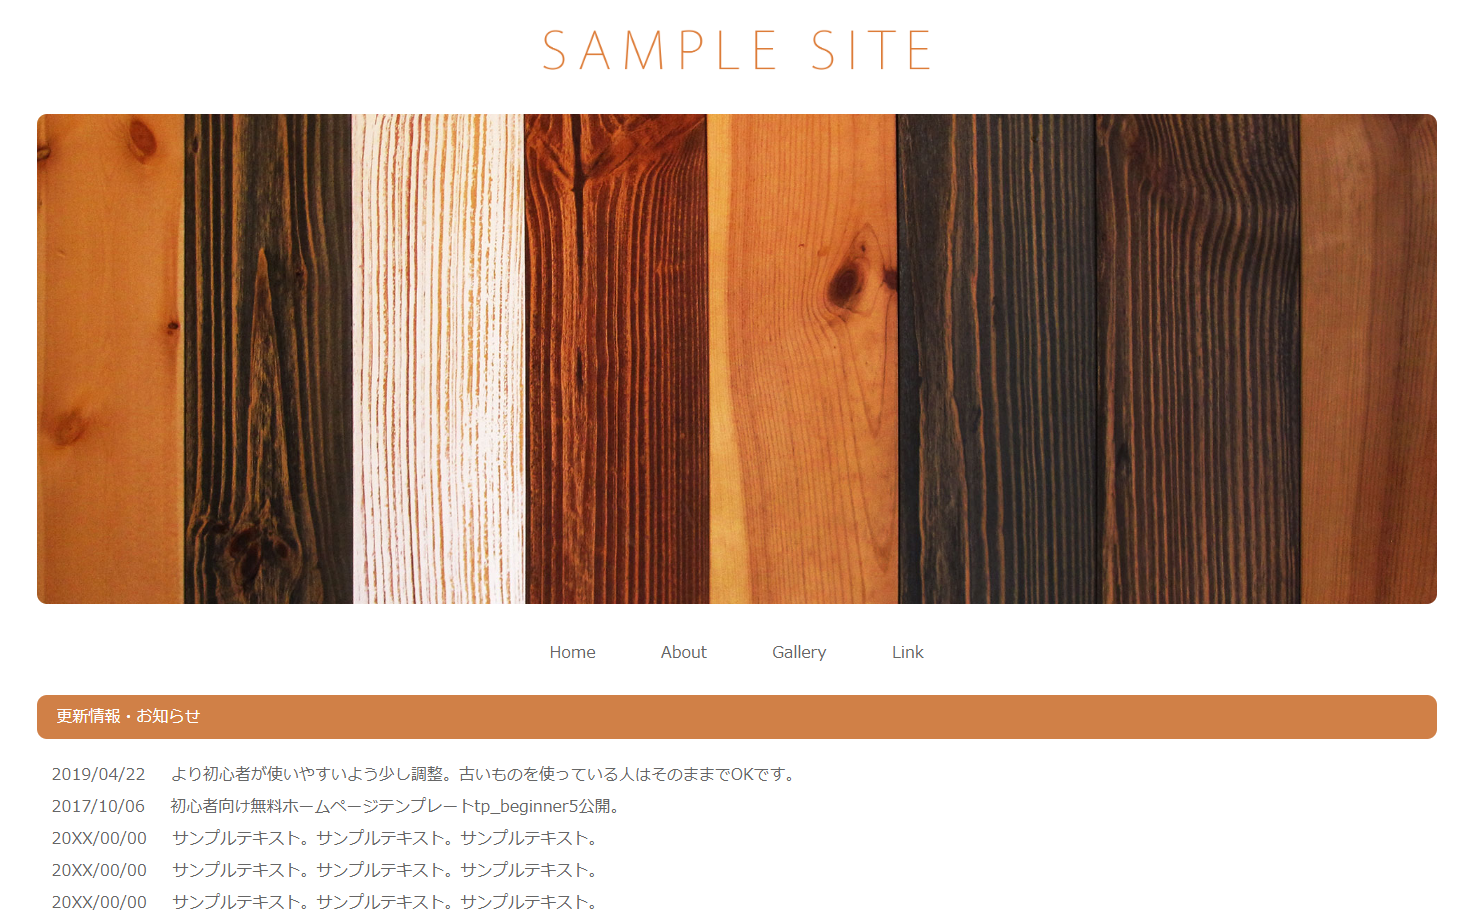 SAMPLE SITE
Home About Gallery Link
更新情報・お知らせ
2019/04/22 より初心者が使いやすいよう少し調整。古いものを使っている人はそのままでOKです。
2017/10/06 初心者向け無料ホームページテンプレートtp_beginner5公開。
20XX/00/00 サンプルテキスト。サンプルテキスト。サンプルテキスト。
20XX/00/00 サンプルテキスト。サンプルテキスト。サンプルテキスト。
20XX/00/00 サンプルテキスト。サンプルテキスト。サンプルテキスト。